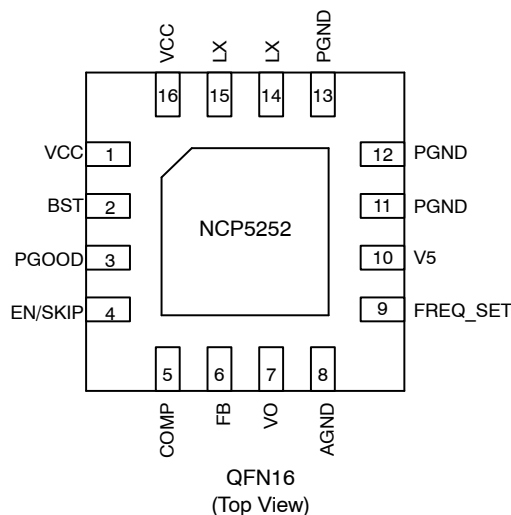 VCC
LX
LX
PGND
16
15
14
13
VCC 1
12 PGND
BST 2
11 PGND
NCP5252
PGOOD 3
10 V5
EN/SKIP 4
9 FREQ_SET
5
6
7
8
COMP
FB
VO
AGND
QFN16
(Top View)